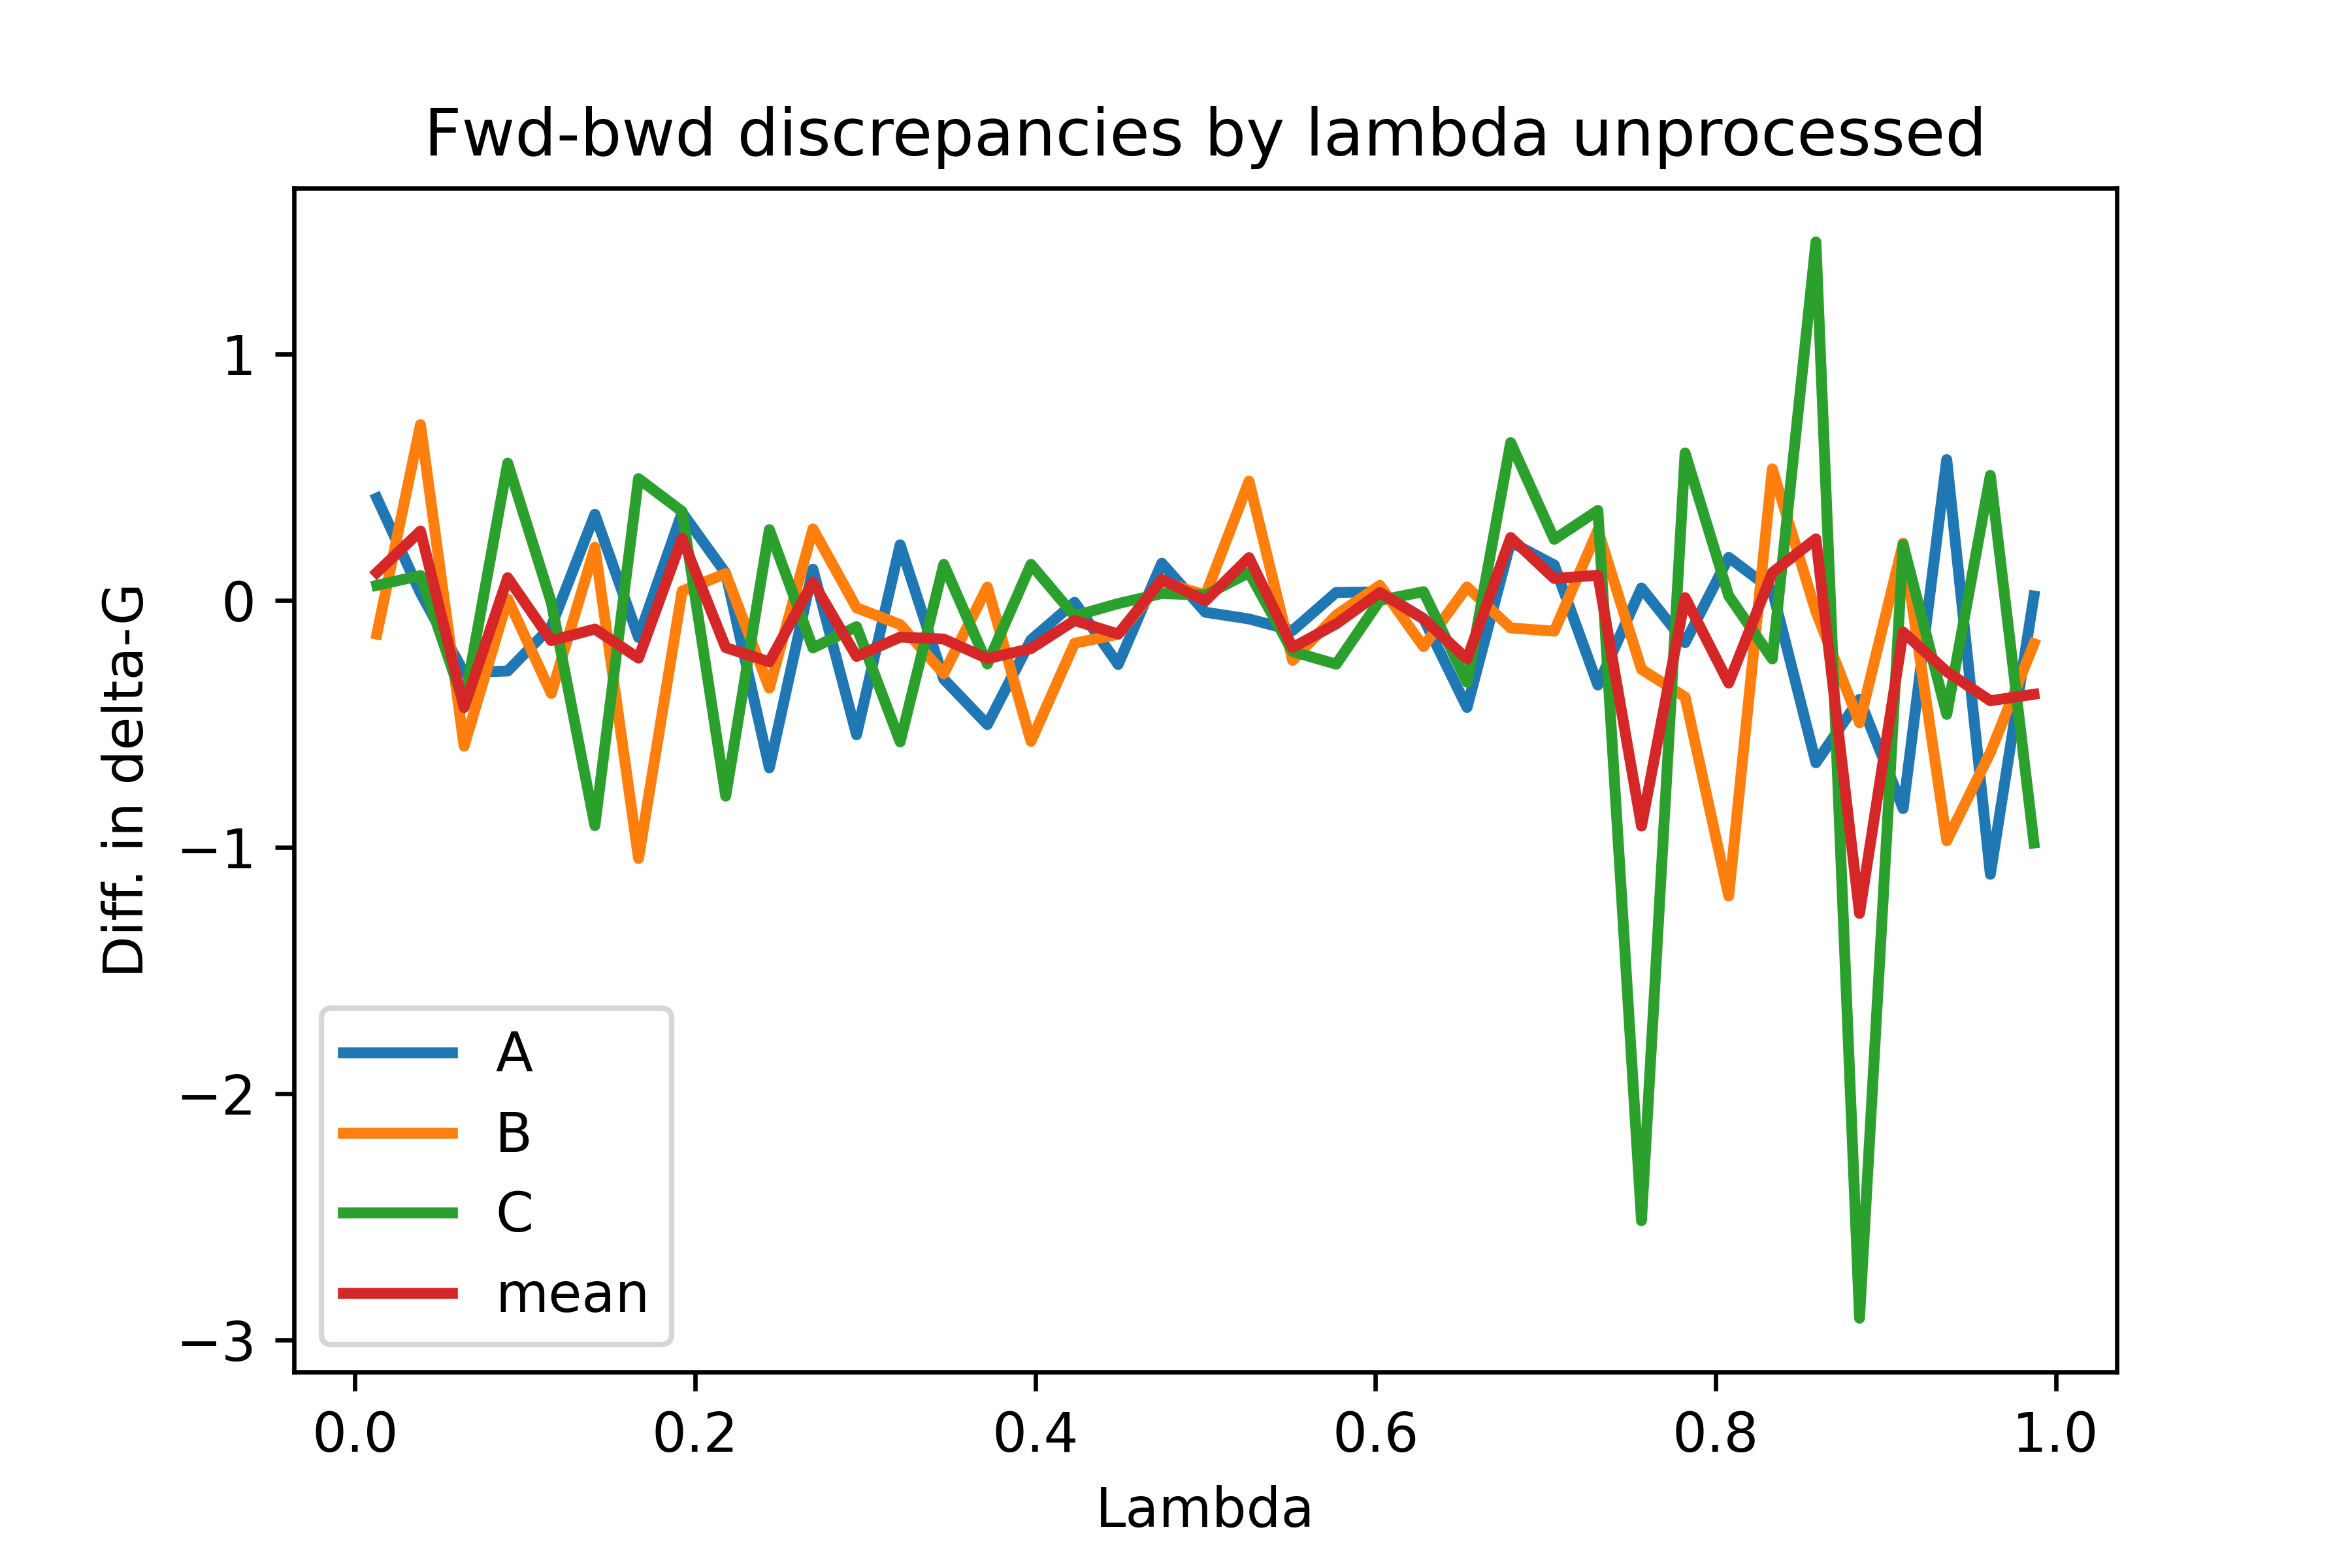 Fwd-bwd discrepancies by lambda unprocessed
Diff. in delta-G
1
0
−1
−2
−3
A
B
C
mean
0.0 0.2 0.4 0.6 0.8 1.0
Lambda